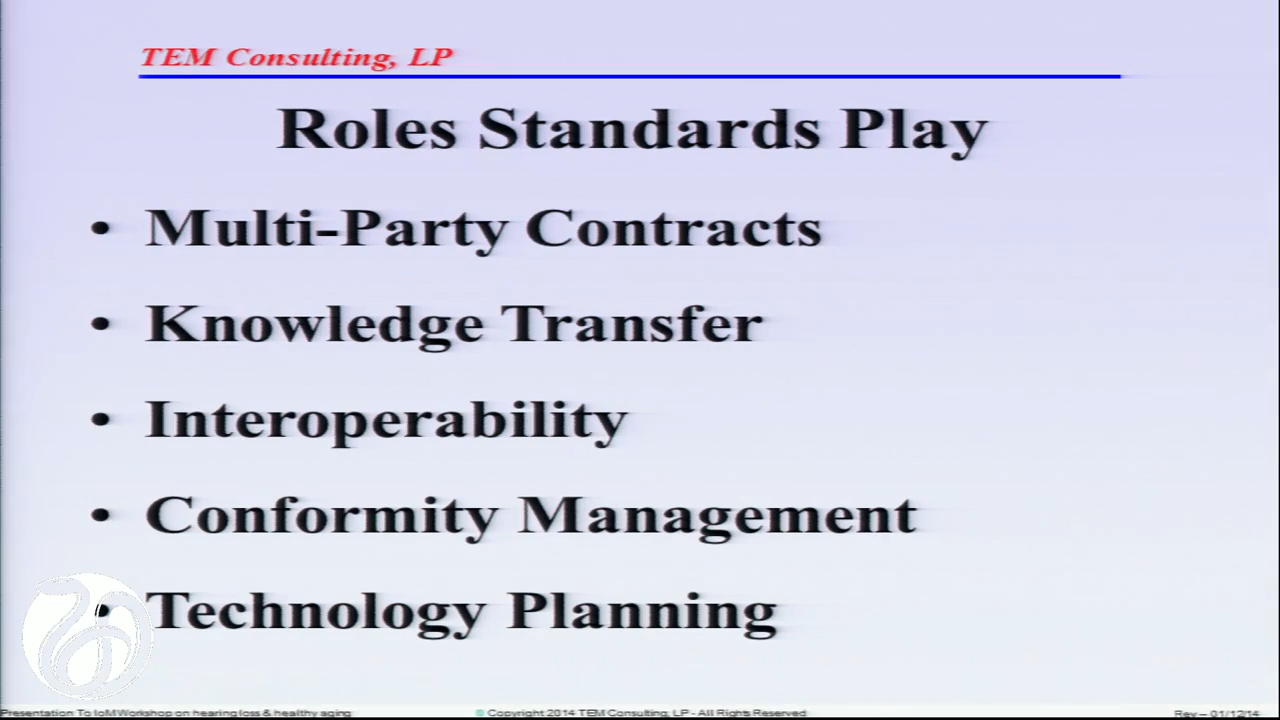 TEM Consulting, LP
Roles Standards Play
• Multi-Party Contracts
• Knowledge Transfer
• Interoperability
• Conformity Management
• Technology Planning
Presentation To IoM Workshop on hearing loss & healthy aging © Copyright 2014 TEM Consulting, LP - All Rights Reserved Rev – 01/12/14